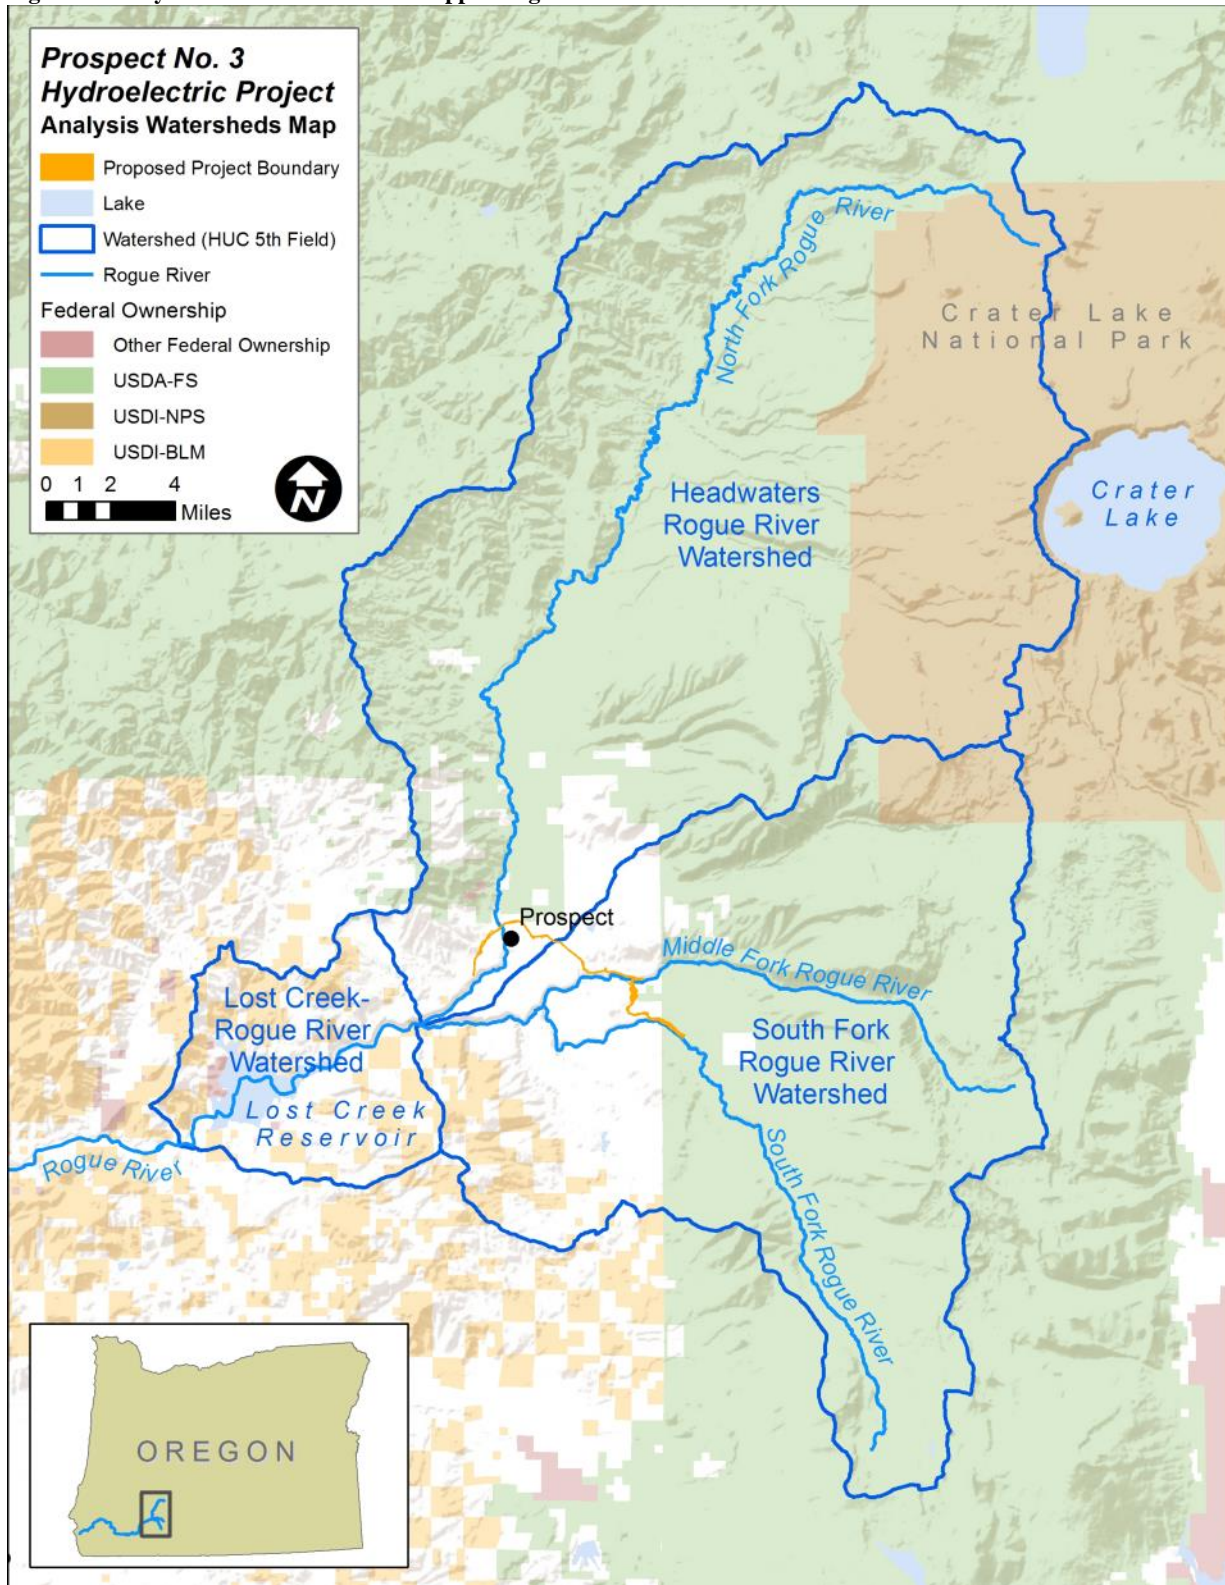 Prospect No. 3
Hydroelectric Project
Analysis Watersheds Map
Proposed Project Boundary
Lake
Watershed (HUC 5th Field)
Rogue River
Federal Ownership
Other Federal Ownership
USDA-FS
USDI-NPS
USDI-BLM
0 1 2 4
Miles
N
North Fork Rogue River
Crater Lake
National Park
Crater
Lake
Headwaters
Rogue River
Watershed
Prospect
Middle Fork Rogue River
Lost Creek-
Rogue River
Watershed
South Fork
Rogue River
Watershed
Lost Creek
Reservoir
Rogue River
South Fork Rogue River
OREGON